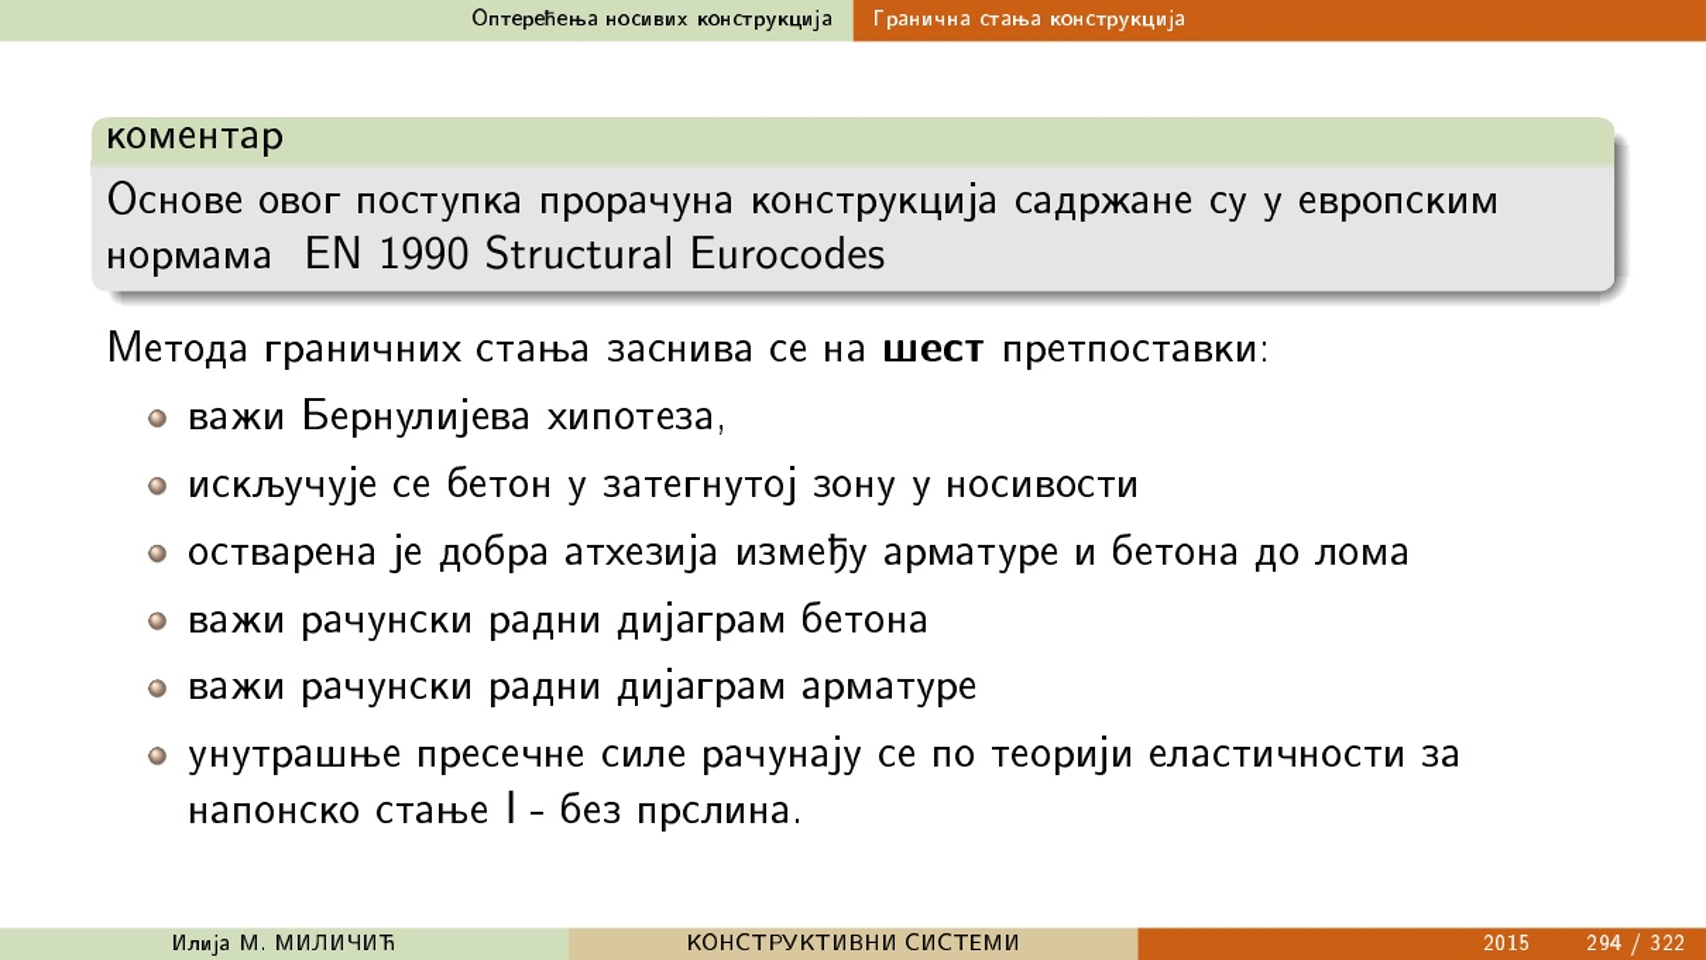 Оптерећења носивих конструкција Гранична стања конструкција
коментар
Основе овог поступка прорачуна конструкција садржане су у европским
нормама EN 1990 Structural Eurocodes
Метода граничних стања заснива се на шест претпоставки:
важи Бернулијева хипотеза,
искључује се бетон у затегнутој зону у носивости
остварена је добра атхезија између арматуре и бетона до лома
важи рачунски радни дијаграм бетона
важи рачунски радни дијаграм арматуре
унутрашње пресечне силе рачунају се по теорији еластичности за
напонско стање I - без прслина.
Илија М. МИЛИЧИЋ КОНСТРУКТИВНИ СИСТЕМИ 2015 294 / 322